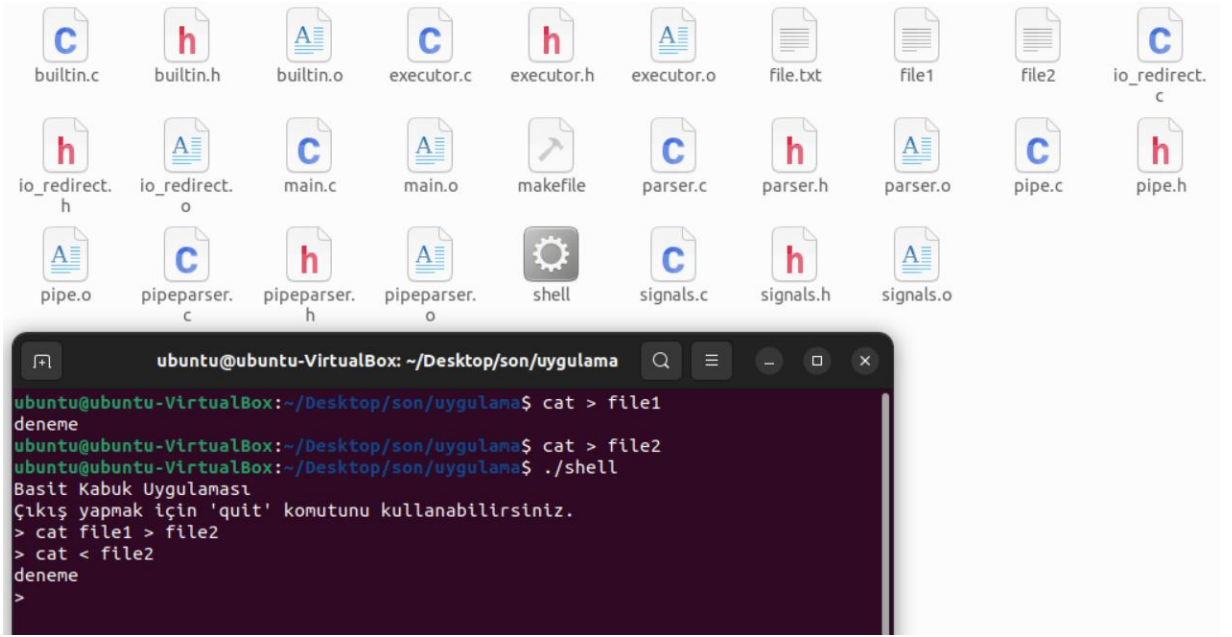 builtin.c builtin.h builtin.o executor.c executor.h executor.o file.txt file1 file2 io_redirect.
c
io_redirect. io_redirect. main.c main.o makefile parser.c parser.h parser.o pipe.c pipe.h
h o
pipe.o pipeparser. pipeparser. pipeparser. shell signals.c signals.h signals.o
c h o
ubuntu@ubuntu-VirtualBox: ~/Desktop/son/uygulama
ubuntu@ubuntu-VirtualBox:~/Desktop/son/uygulama$ cat > file1
deneme
ubuntu@ubuntu-VirtualBox:~/Desktop/son/uygulama$ cat > file2
ubuntu@ubuntu-VirtualBox:~/Desktop/son/uygulama$ ./shell
Basit Kabuk Uygulaması
Çıkış yapmak için 'quit' komutunu kullanabilirsiniz.
> cat file1 > file2
> cat < file2
deneme
>